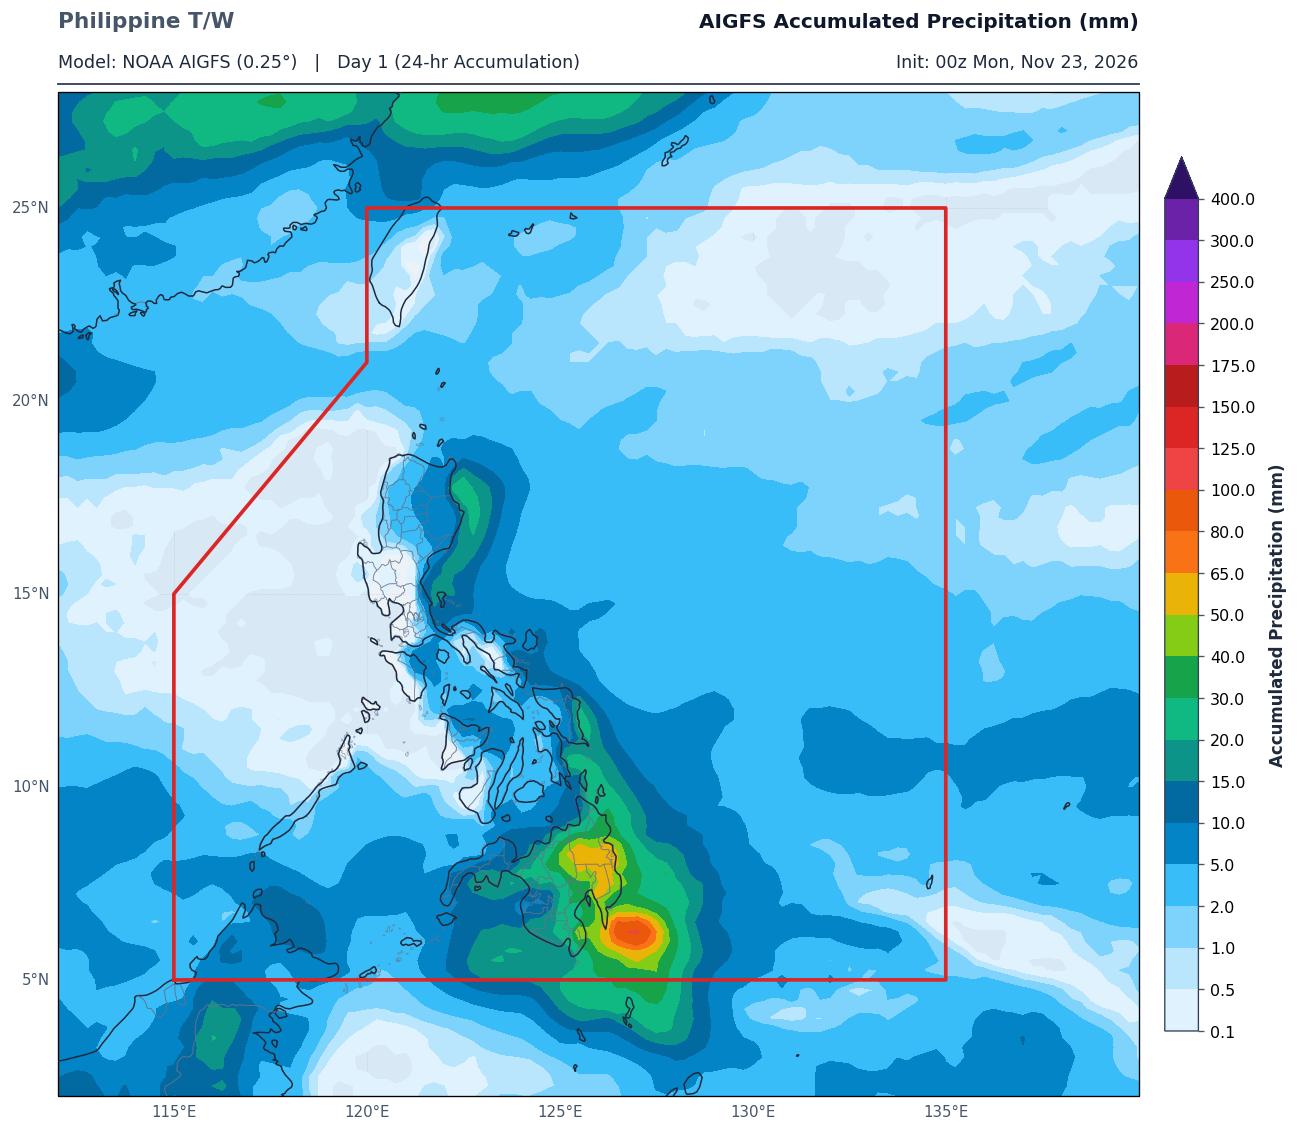 Philippine T/W
AIGFS Accumulated Precipitation (mm)
Model: NOAA AIGFS (0.25°)   |   Day 1 (24-hr Accumulation)
Init: 00z Mon, Nov 23, 2026
25°N
20°N
15°N
10°N
5°N
115°E
120°E
125°E
130°E
135°E
400.0
300.0
250.0
200.0
175.0
150.0
125.0
100.0
80.0
65.0
50.0
40.0
30.0
20.0
15.0
10.0
5.0
2.0
1.0
0.5
0.1
Accumulated Precipitation (mm)